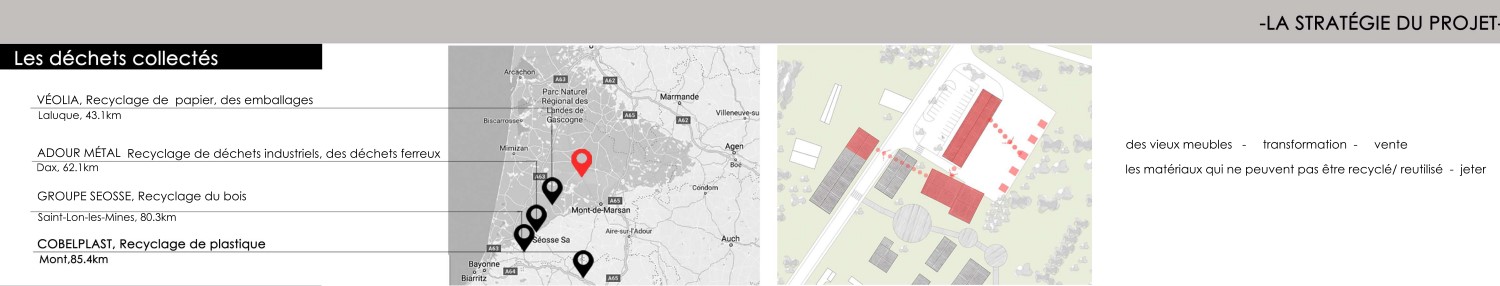 -LA STRATÉGIE DU PROJET-
Les déchets collectés
VÉOLIA, Recyclage de papier, des emballages
Laluque, 43.1km
ADOUR MÉTAL Recyclage de déchets industriels, des déchets ferreux
Dax, 62.1km
GROUPE SEOSSE, Recyclage du bois
Saint-Lon-les-Mines, 80.3km
COBELPLAST, Recyclage de plastique
Mont,85.4km
Arcachon
A63
A62
Parc Naturel
Régional des
Landes de
Gascogne
Marmande
Biscarrosse
A65
A62
Villeneuve-su
Mimizan
Agen
Boé
A63
Condom
A65
Mont-de-Marsan
Aire-sur-l'Adour
Séosse Sa
Auch
A63
Bayonne
A64
Biarritz
A65
des vieux meubles - transformation - vente
les matériaux qui ne peuvent pas être recyclé/ reutilisé - jeter